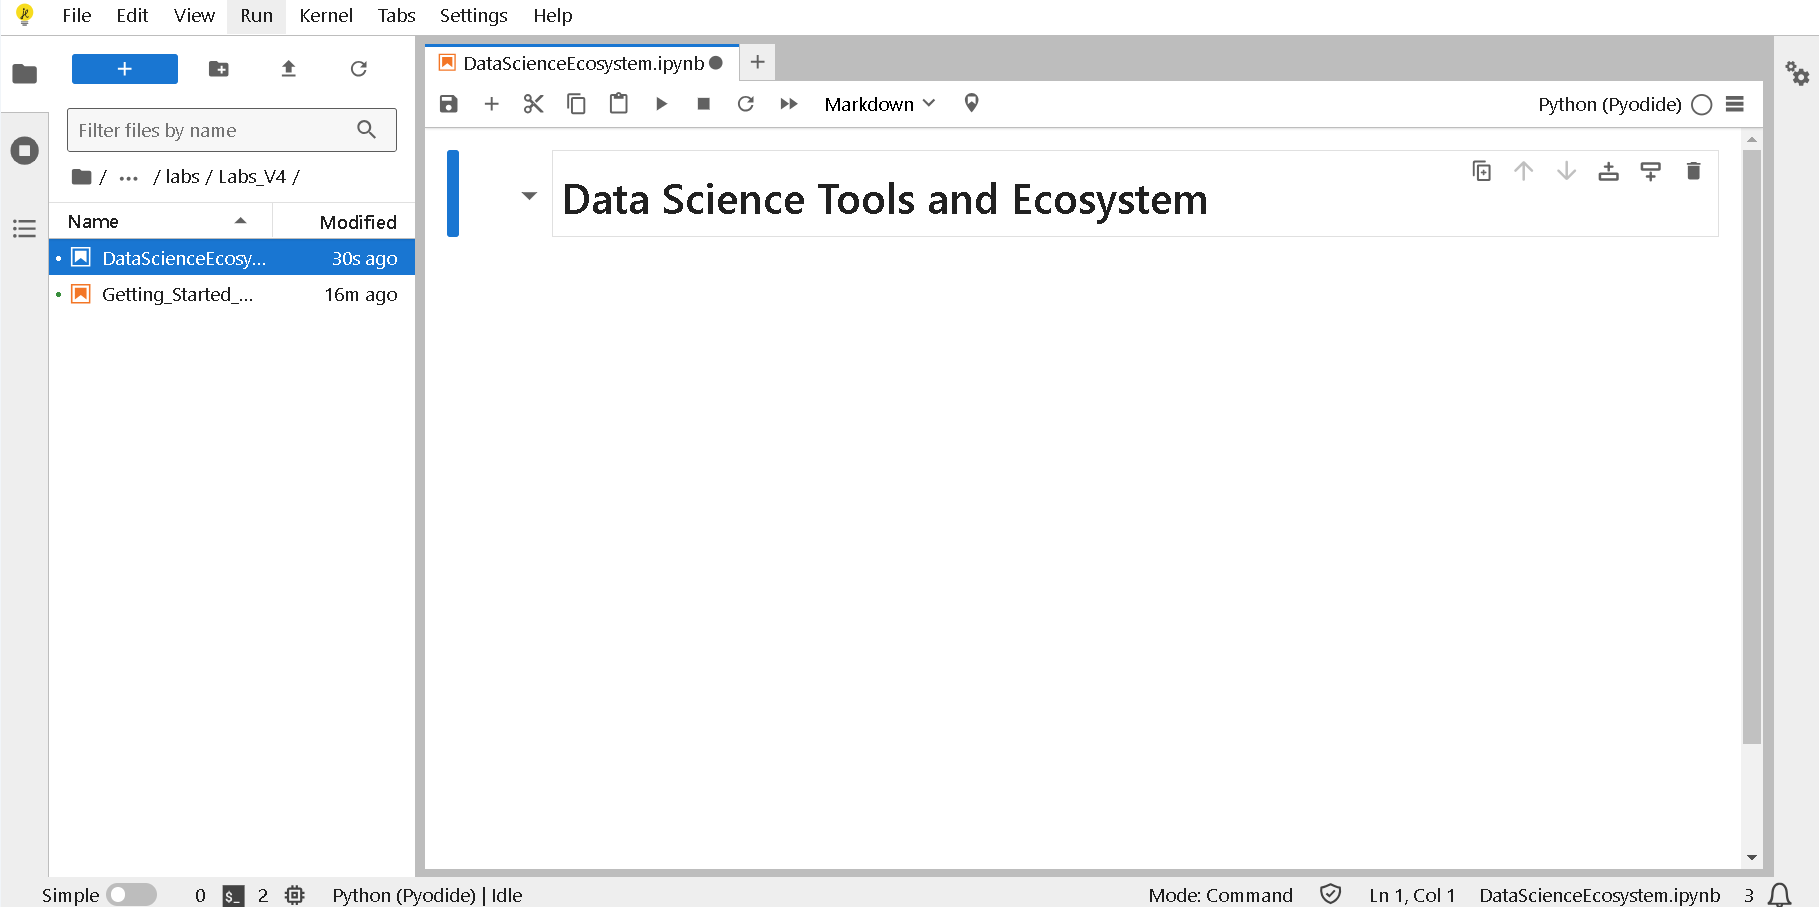 File Edit View Run Kernel Tabs Settings Help
DataScienceEcosystem.ipynb
Markdown Python (Pyodide)
Filter files by name
/ ... / labs / Labs_V4 /
Name Modified
DataScienceEcosy... 30s ago
Getting_Started_... 16m ago
Data Science Tools and Ecosystem
Simple 0 $_ 2 Python (Pyodide) | Idle Mode: Command Ln 1, Col 1 DataScienceEcosystem.ipynb 3